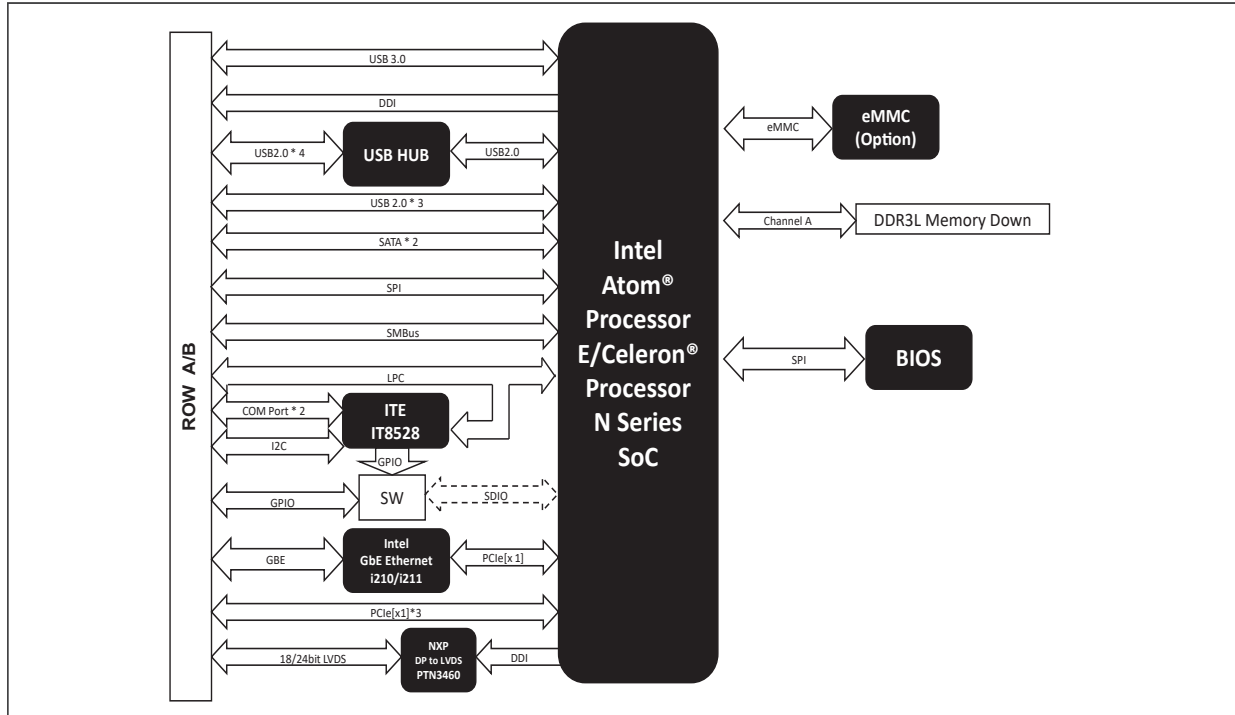 USB 3.0
DDI
USB2.0 * 4
USB HUB
USB2.0
USB 2.0 * 3
SATA * 2
SPI
SMBus
LPC
COM Port * 2
ITE
IT8528
I2C
GPIO
GPIO
SW
SDIO
GBE
Intel
GbE Ethernet
i210/i211
PCIe[x 1]
PCIe[x1]*3
18/24bit LVDS
NXP
DP to LVDS
PTN3460
DDI
ROW A/B
Intel
Atom®
Processor
E/Celeron®
Processor
N Series
SoC
eMMC
eMMC
(Option)
Channel A
DDR3L Memory Down
SPI
BIOS